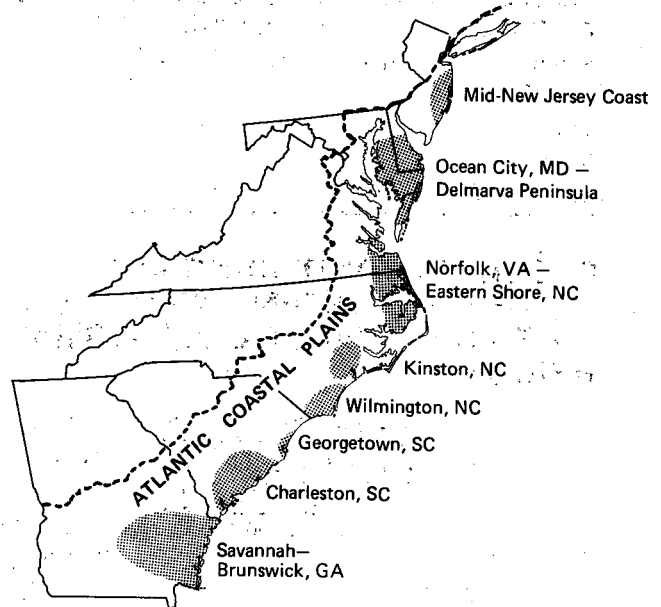 Mid-New Jersey Coast
Ocean City, MD —
Delmarva Peninsula
Norfolk, VA —
Eastern Shore, NC
Kinston, NC
Wilmington, NC
Georgetown, SC
Charleston, SC
Savannah—
Brunswick, GA
ATLANTIC COASTAL PLAINS